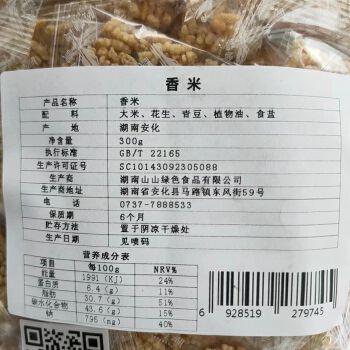 香米
产品名称 香米
配料 大米、花生、青豆、植物油、食盐
产地 湖南安化
净含量 300g
执行标准 GB/T 22165
生产许可证号 SC10143092305088
生产商 湖南山山绿色食品有限公司
生产商地址 湖南省安化县马路镇东风街59号
电话 0737-7888533
保质期 6个月
贮存方法 置于阴凉干燥处
生产日期 见喷码
营养成分表
项目 每100g NRV%
能量 1991(KJ) 24%
蛋白质 6.4(g) 11%
脂肪 30.7(g) 51%
碳水化合物 43.6(g) 15%
钠 796(mg) 40%
6 928519 279745